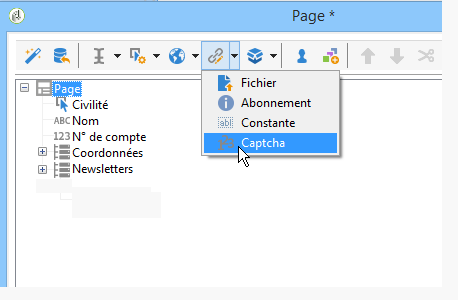 Page *
Fichier
Page
Abonnement
Civilité
ABC Nom
abl Constante
123 N° de compte
Captcha
Coordonnées
Newsletters